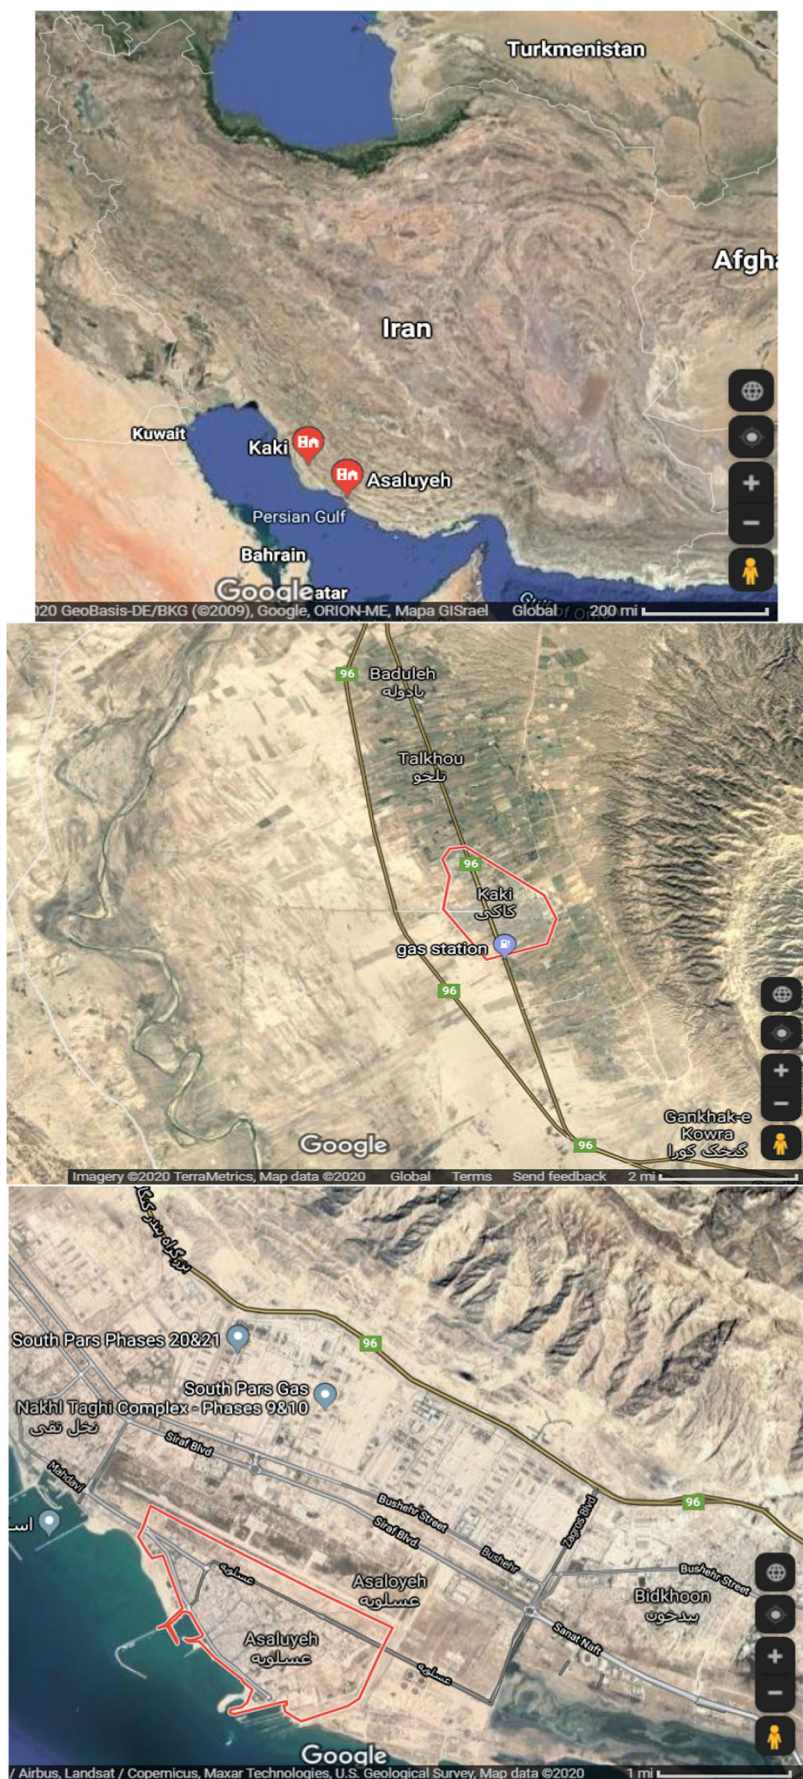 Turkmenistan
Afgh
Iran
Kuwait
Kaki
Asaluyeh
Persian Gulf
Bahrain
Google
atar
020 GeoBasis-DE/BKG (©2009), Google, ORION-ME, Mapa GISrael Global 200 mi
96
Baduleh
بادوله
Talkhou
تلخو
96
Kaki
کاکی
gas station
96
Gankhak-e
Kowra
گنخک کورا
96
Google
Imagery ©2020 TerraMetrics, Map data ©2020 Global Terms Send feedback 2 mi
South Pars Phases 20&21
96
South Pars Gas
Complex - Phases 9&10
Nakhl Taghi
نخل تقی
Siraf Blvd
Mahdavi
Bushehr Street
Siraf Blvd.
Zagros Blvd
96
Bushehr
عسلویه
Asaloyeh
عسلویه
Bushehr Street
Bidkhoon
بیدخون
Sanat Naft
Asaluyeh
عسلویه
عسلویه
Google
/ Airbus, Landsat / Copernicus, Maxar Technologies, U.S. Geological Survey, Map data ©2020 1 mi